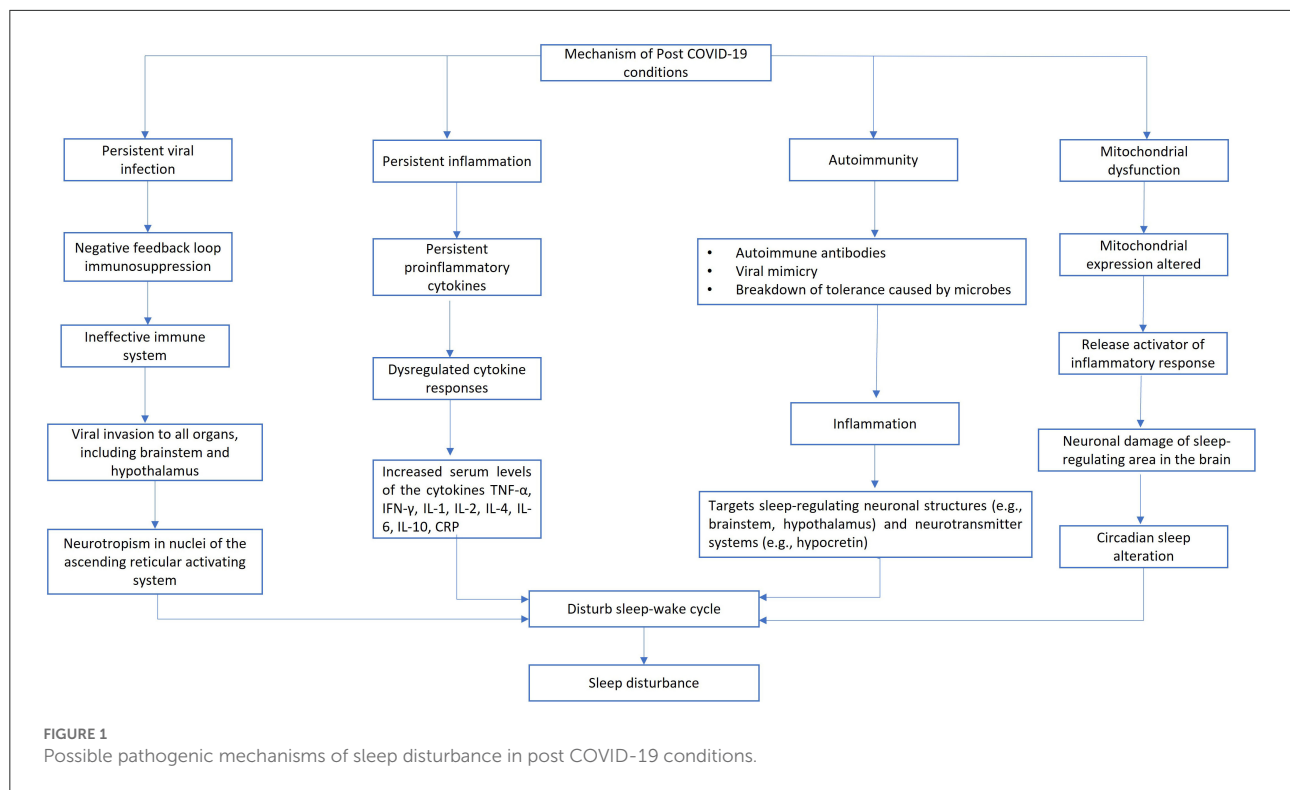 Mechanism of Post COVID-19
conditions
Persistent viral
infection
Negative feedback loop
immunosuppression
Ineffective immune
system
Viral invasion to all organs,
including brainstem and
hypothalamus
Neurotropism in nuclei of the
ascending reticular activating
system
Persistent inflammation
Persistent
proinflammatory
cytokines
Dysregulated cytokine
responses
Increased serum levels
of the cytokines TNF-α,
IFN-γ, IL-1, IL-2, IL-4, IL-
6, IL-10, CRP
Autoimmunity
• Autoimmune antibodies
• Viral mimicry
• Breakdown of tolerance caused by microbes
Inflammation
Targets sleep-regulating neuronal structures (e.g.,
brainstem, hypothalamus) and neurotransmitter
systems (e.g., hypocretin)
Mitochondrial
dysfunction
Mitochondrial
expression altered
Release activator of
inflammatory response
Neuronal damage of sleep-
regulating area in the brain
Circadian sleep
alteration
Disturb sleep-wake cycle
Sleep disturbance
FIGURE 1
Possible pathogenic mechanisms of sleep disturbance in post COVID-19 conditions.